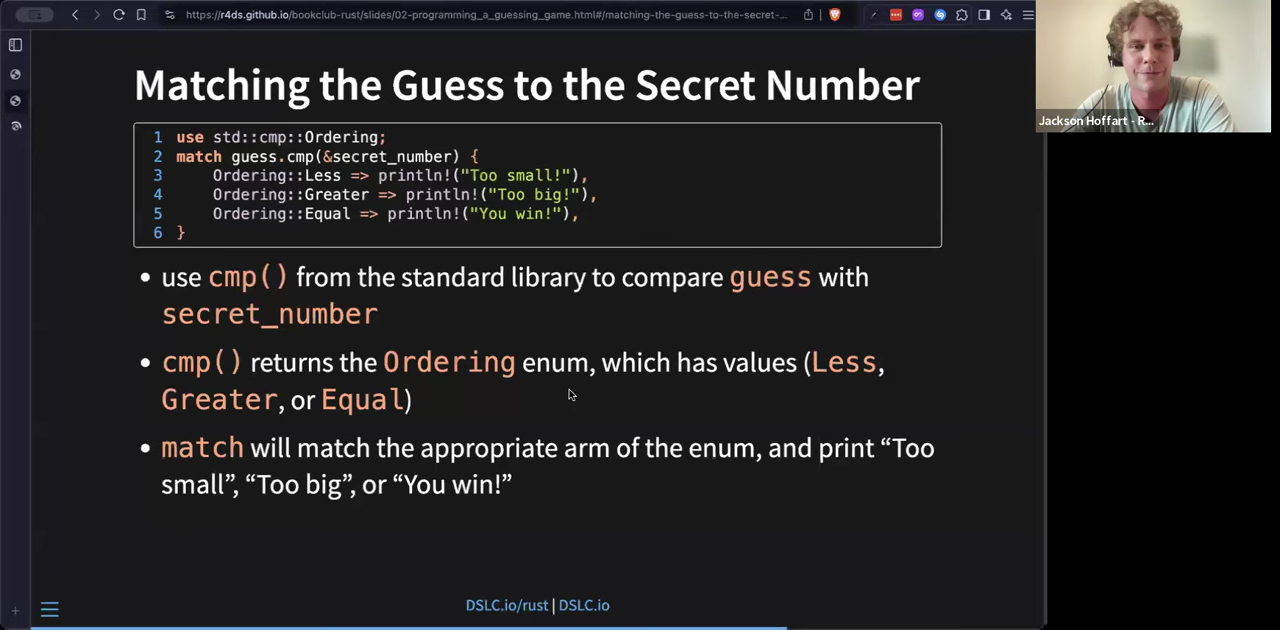 https://r4ds.github.io/bookclub-rust/slides/02-programming_a_guessing_game.html#/matching-the-guess-to-the-secret-...
Matching the Guess to the Secret Number
1 use std::cmp::Ordering;
2 match guess.cmp(&secret_number) {
3     Ordering::Less => println!("Too small!"),
4     Ordering::Greater => println!("Too big!"),
5     Ordering::Equal => println!("You win!"),
6 }
• use cmp() from the standard library to compare guess with
secret_number
• cmp() returns the Ordering enum, which has values (Less,
Greater, or Equal)
• match will match the appropriate arm of the enum, and print “Too
small”, “Too big”, or “You win!”
DSLC.io/rust | DSLC.io
Jackson Hoffart - R...